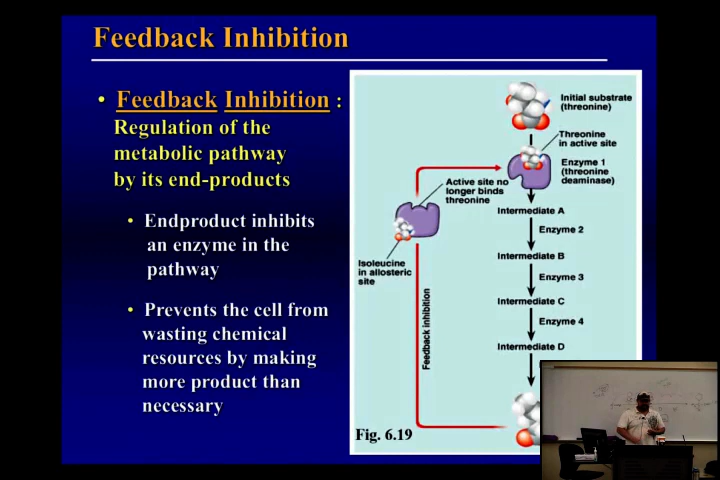 Feedback Inhibition
• Feedback Inhibition :
Regulation of the
metabolic pathway
by its end-products
• Endproduct inhibits
an enzyme in the
pathway
• Prevents the cell from
wasting chemical
resources by making
more product than
necessary
Initial substrate
(threonine)
Threonine
in active site
Enzyme 1
(threonine
deaminase)
Active site no
longer binds
threonine
Intermediate A
Enzyme 2
Isoleucine
in allosteric
site
Intermediate B
Enzyme 3
Intermediate C
Enzyme 4
Intermediate D
Feedback inhibition
Fig. 6.19